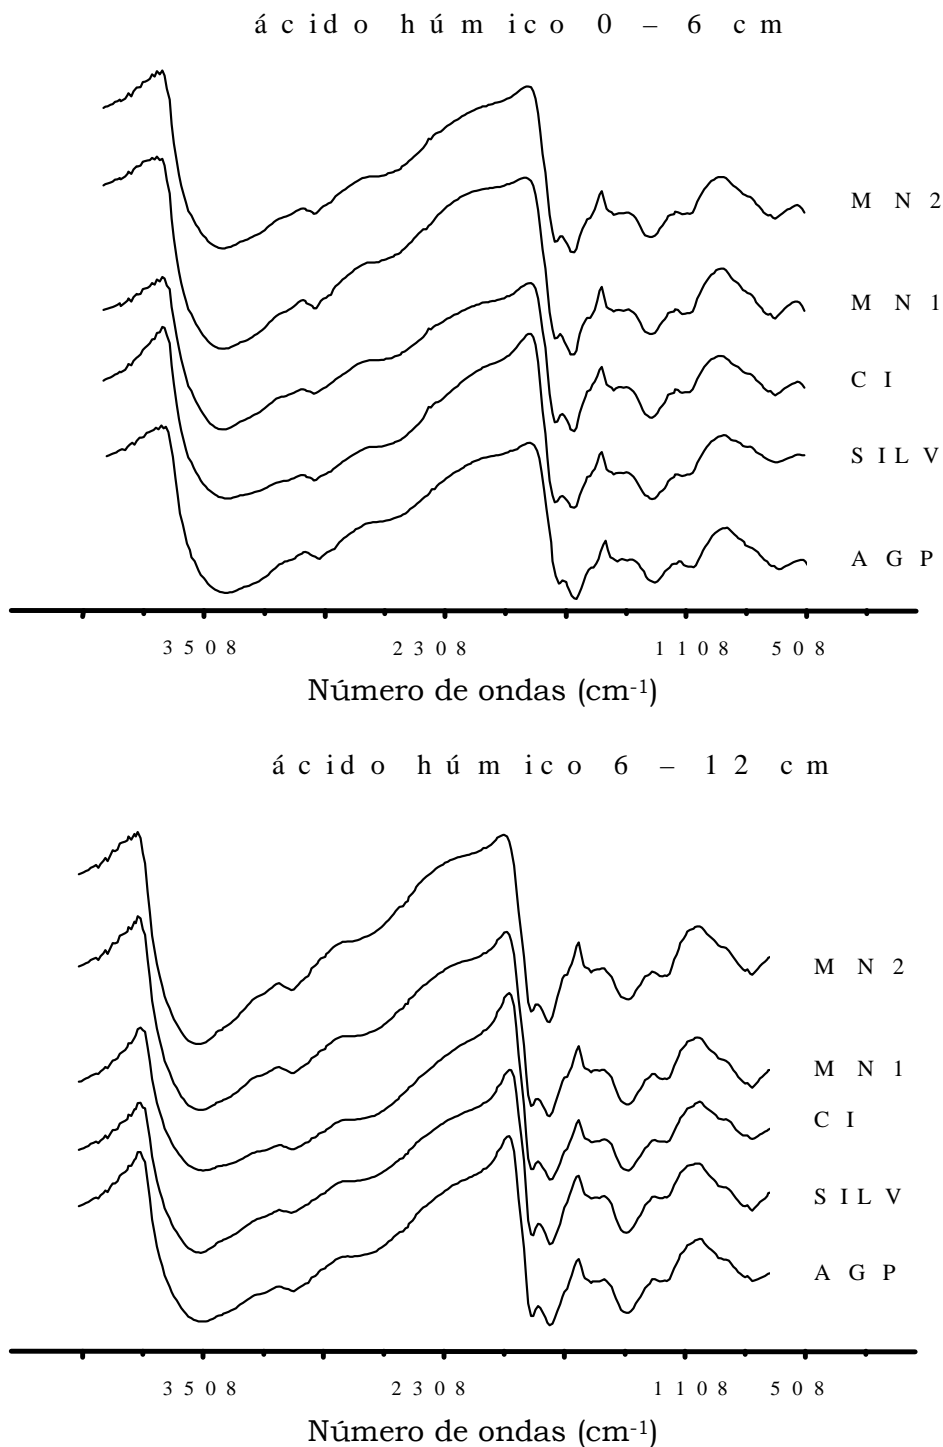 ácido húmico 0 – 6 cm
MN2
MN1
CI
SILV
AGP
3508 2308 1108 508
Número de ondas (cm-1)
ácido húmico 6 – 12 cm
MN2
MN1
CI
SILV
AGP
3508 2308 1108 508
Número de ondas (cm-1)